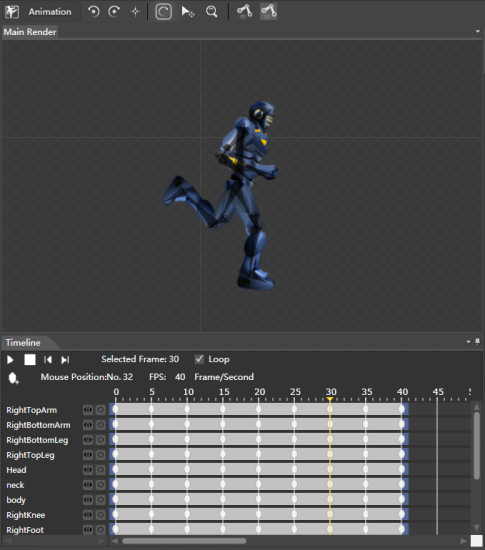 Animation
Main Render
Timeline
Selected Frame: 30 Loop
Mouse Position:No. 32 FPS: 40 Frame/Second
0 5 10 15 20 25 30 35 40 45
RightTopArm
RightBottomArm
RightBottomLeg
RightTopLeg
Head
neck
body
RightKnee
RightFoot